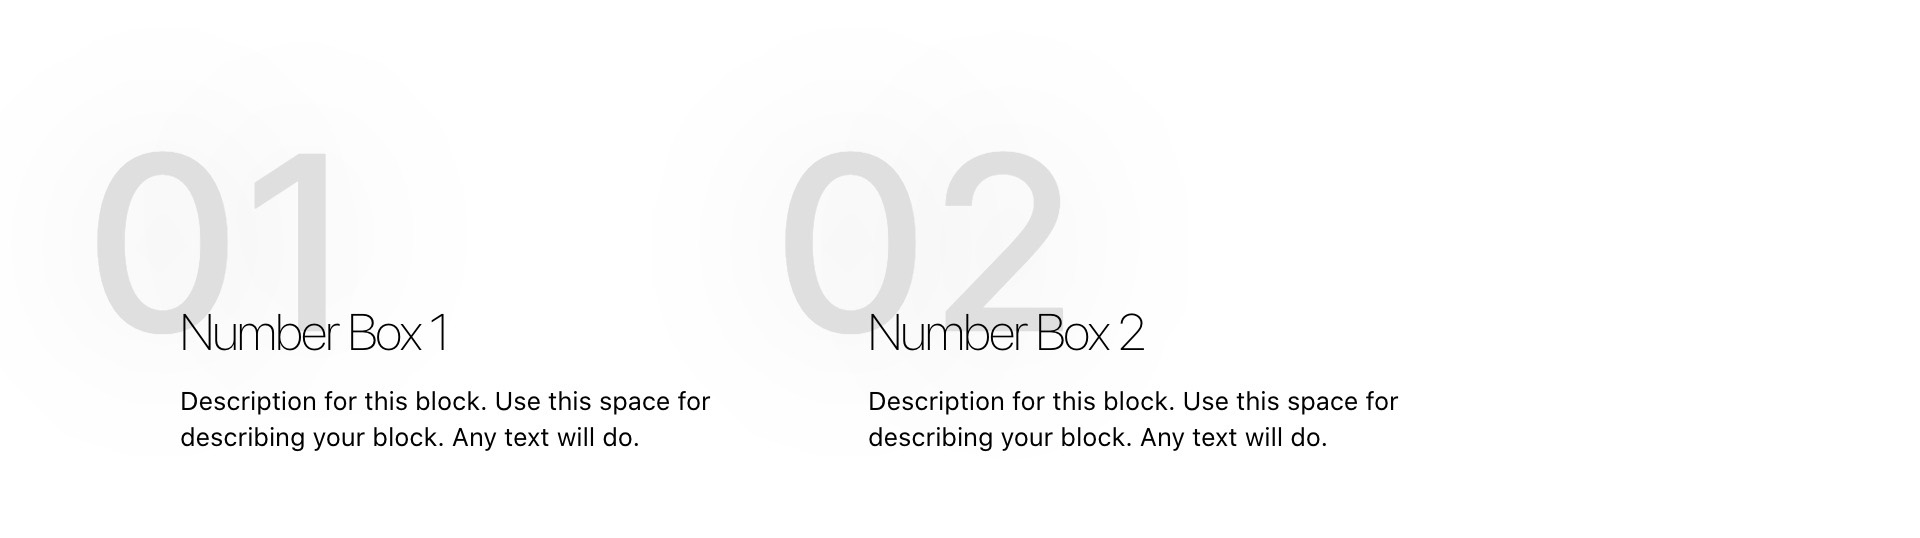 01
Number Box 1
Description for this block. Use this space for
describing your block. Any text will do.
02
Number Box 2
Description for this block. Use this space for
describing your block. Any text will do.